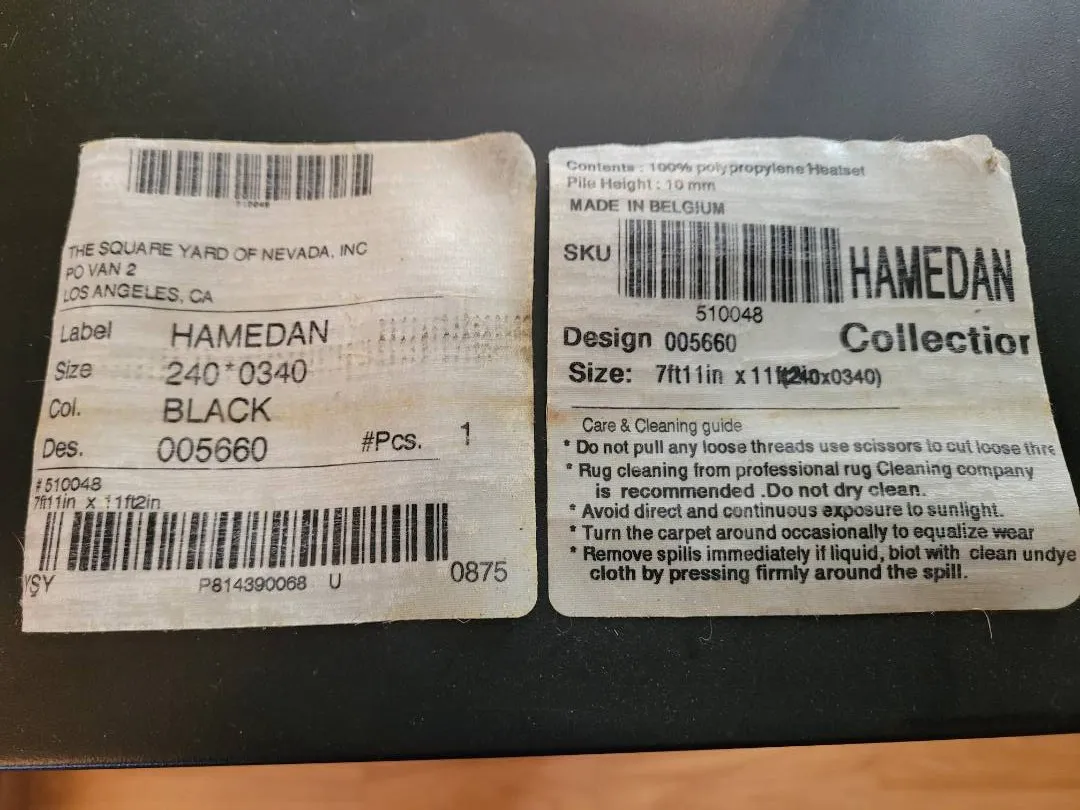 THE SQUARE YARD OF NEVADA, INC
PO VAN 2
LOS ANGELES, CA
Label HAMEDAN
Size 240*0340
Col. BLACK
Des. 005660 #Pcs. 1
#510048
7ft11in x 11ft2in
YSY P814390068 U 0875
Contents : 100% polypropylene Heatset
Pile Height : 10 mm
MADE IN BELGIUM
SKU HAMEDAN
510048
Design 005660 Collection
Size: 7ft11in x 11ft (240x0340)
Care & Cleaning guide
* Do not pull any loose threads use scissors to cut loose thre
* Rug cleaning from professional rug Cleaning company
is recommended .Do not dry clean.
* Avoid direct and continuous exposure to sunlight.
* Turn the carpet around occasionally to equalize wear
* Remove spills immediately if liquid, blot with clean undye
cloth by pressing firmly around the spill.